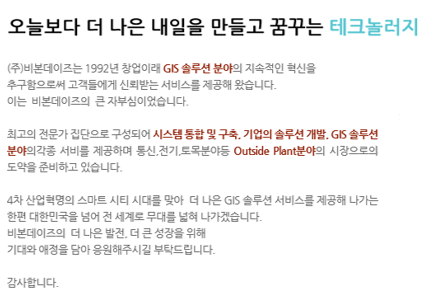 오늘보다 더 나은 내일을 만들고 꿈꾸는 테크놀러지
(주)비본데이즈는 1992년 창업이래 GIS 솔루션 분야의 지속적인 혁신을
추구함으로써 고객들에게 신뢰받는 서비스를 제공해 왔습니다.
이는 비본데이즈의 큰 자부심이었습니다.
최고의 전문가 집단으로 구성되어 시스템 통합 및 구축, 기업의 솔루션 개발, GIS 솔루션
분야의각종 서비를 제공하며 통신.전기,토목분야등 Outside Plant분야의 시장으로의
도약을 준비하고 있습니다.
4차 산업혁명의 스마트 시티 시대를 맞아 더 나은 GIS 솔루션 서비스를 제공해 나가는
한편 대한민국을 넘어 전 세계로 무대를 넓혀 나가겠습니다.
비본데이즈의 더 나은 발전, 더 큰 성장을 위해
기대와 애정을 담아 응원해주시길 부탁드립니다.
감사합니다.